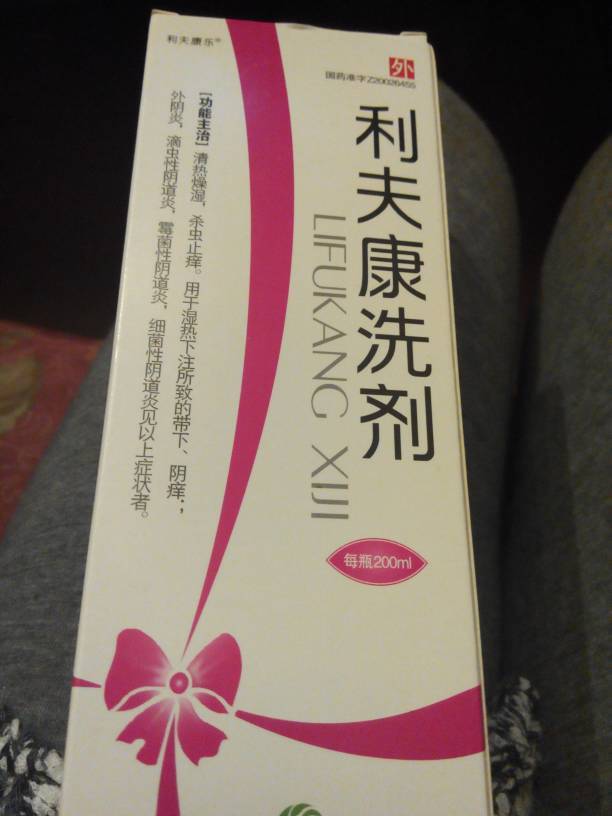 利夫康乐®
外
国药准字Z20026455
利夫康洗剂
LIFUKANG XIJI
[功能主治] 清热燥湿，杀虫止痒。用于湿热下注所致的带下、阴痒；
外阴炎，滴虫性阴道炎，霉菌性阴道炎，细菌性阴道炎见以上症状者。
每瓶200ml